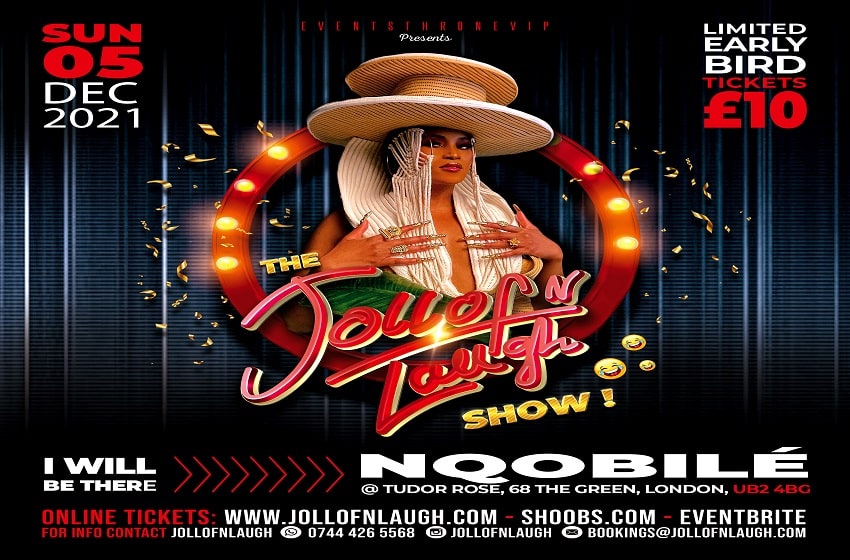 EVENTSTHRONEVIP
Presents
SUN
05
DEC
2021
LIMITED
EARLY
BIRD
TICKETS
£10
THE
Jollof N
Laugh
SHOW!
I WILL
BE THERE
NQOBILÉ
@ TUDOR ROSE, 68 THE GREEN, LONDON, UB2 4BG
ONLINE TICKETS: WWW.JOLLOFNLAUGH.COM - SHOOBS.COM - EVENTBRITE
FOR INFO CONTACT JOLLOFNLAUGH 0744 426 5568 JOLLOFNLAUGH BOOKINGS@JOLLOFNLAUGH.COM